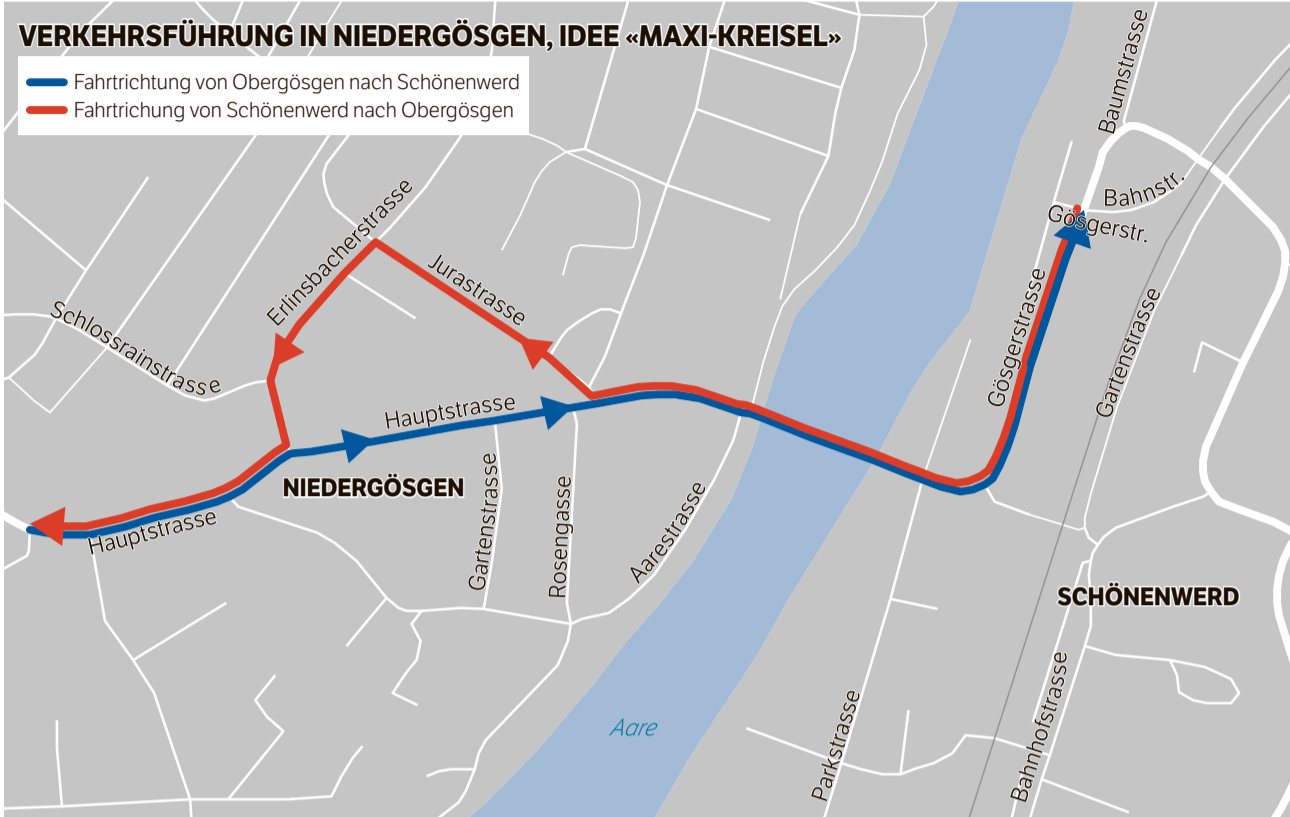 VERKEHRSFÜHRUNG IN NIEDERGÖSGEN, IDEE «MAXI-KREISEL»
Fahrtrichtung von Obergösgen nach Schönenwerd
Fahrtrichung von Schönenwerd nach Obergösgen
Baumstrasse
Bahnstr.
Gösgerstr.
Erlinsbacherstrasse
Jurastrasse
Schlossrainstrasse
Gösgerstrasse
Gartenstrasse
Hauptstrasse
NIEDERGÖSGEN
Hauptstrasse
Gartenstrasse
Rosengasse
Aarestrasse
SCHÖNENWERD
Aare
Parkstrasse
Bahnhofstrasse